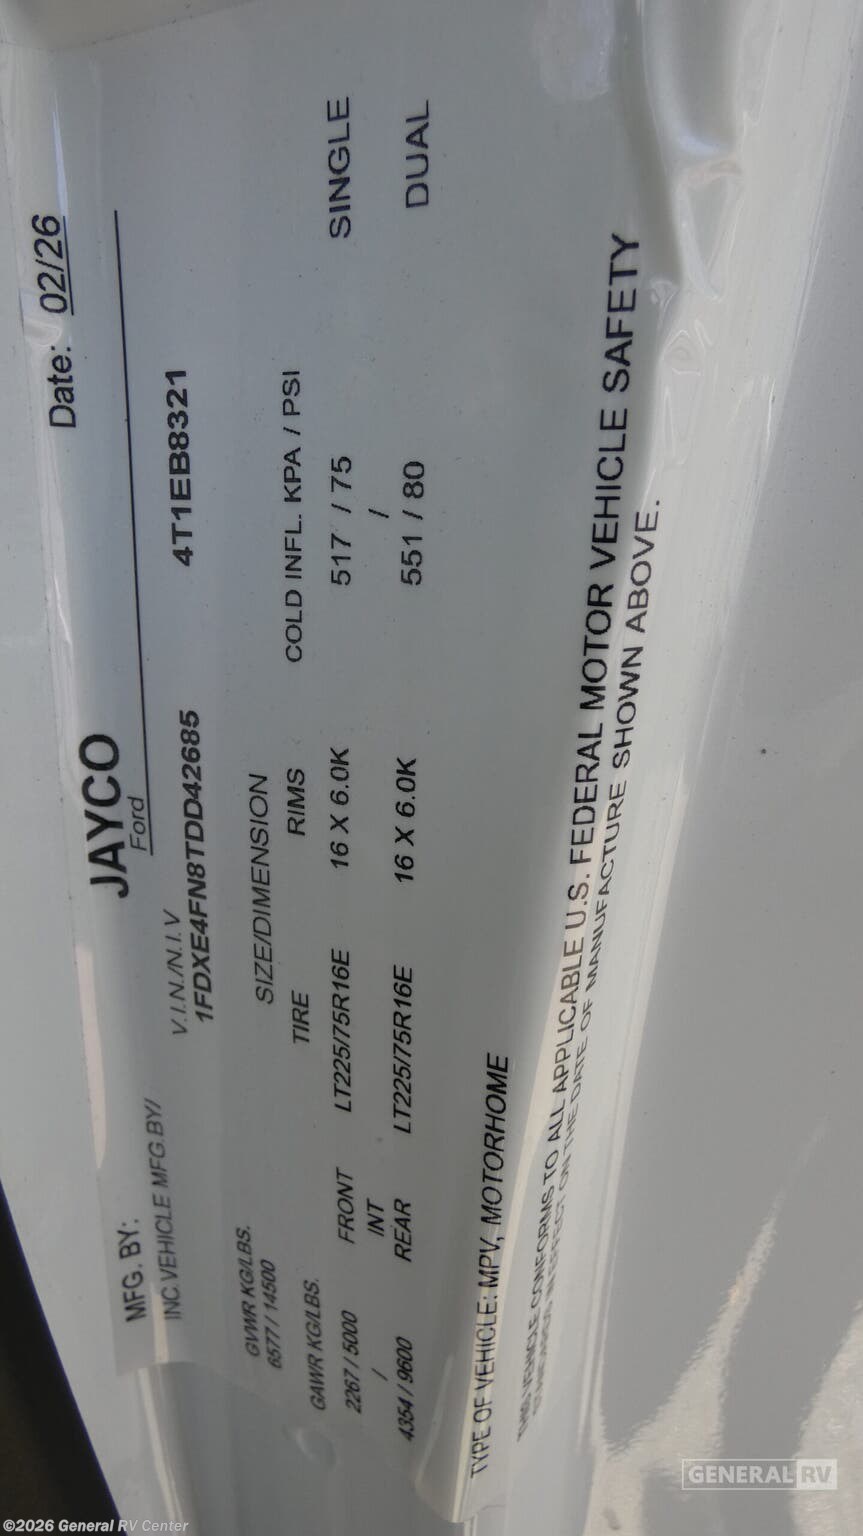 Date: 02/26
MFG. BY: JAYCO
INC.VEHICLE MFG.BY/ Ford
V.I.N./N.I.V
1FDXE4FN8TDD42685 4T1EB8321
GVWR KG/LBS. SIZE/DIMENSION
6577 / 14500
GAWR KG/LBS. TIRE RIMS COLD INFL. KPA / PSI
2267 / 5000 FRONT LT225/75R16E 16 X 6.0K 517 / 75 SINGLE
/ INT /
4354 / 9600 REAR LT225/75R16E 16 X 6.0K 551 / 80 DUAL
TYPE OF VEHICLE: MPV, MOTORHOME
THIS VEHICLE CONFORMS TO ALL APPLICABLE U.S. FEDERAL MOTOR VEHICLE SAFETY
STANDARDS IN EFFECT ON THE DATE OF MANUFACTURE SHOWN ABOVE.
GENERAL RV
©2026 General RV Center